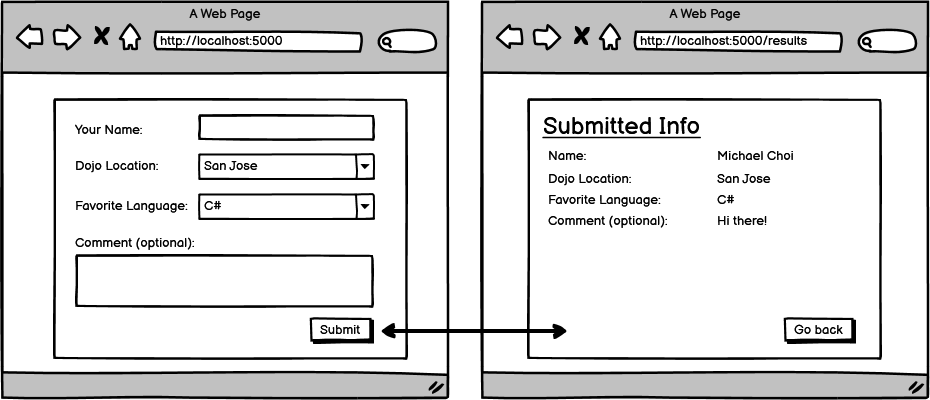 A Web Page
http://localhost:5000
Your Name:
Dojo Location:
San Jose
Favorite Language:
C#
Comment (optional):
Submit
A Web Page
http://localhost:5000/results
Submitted Info
Name:
Michael Choi
Dojo Location:
San Jose
Favorite Language:
C#
Comment (optional):
Hi there!
Go back